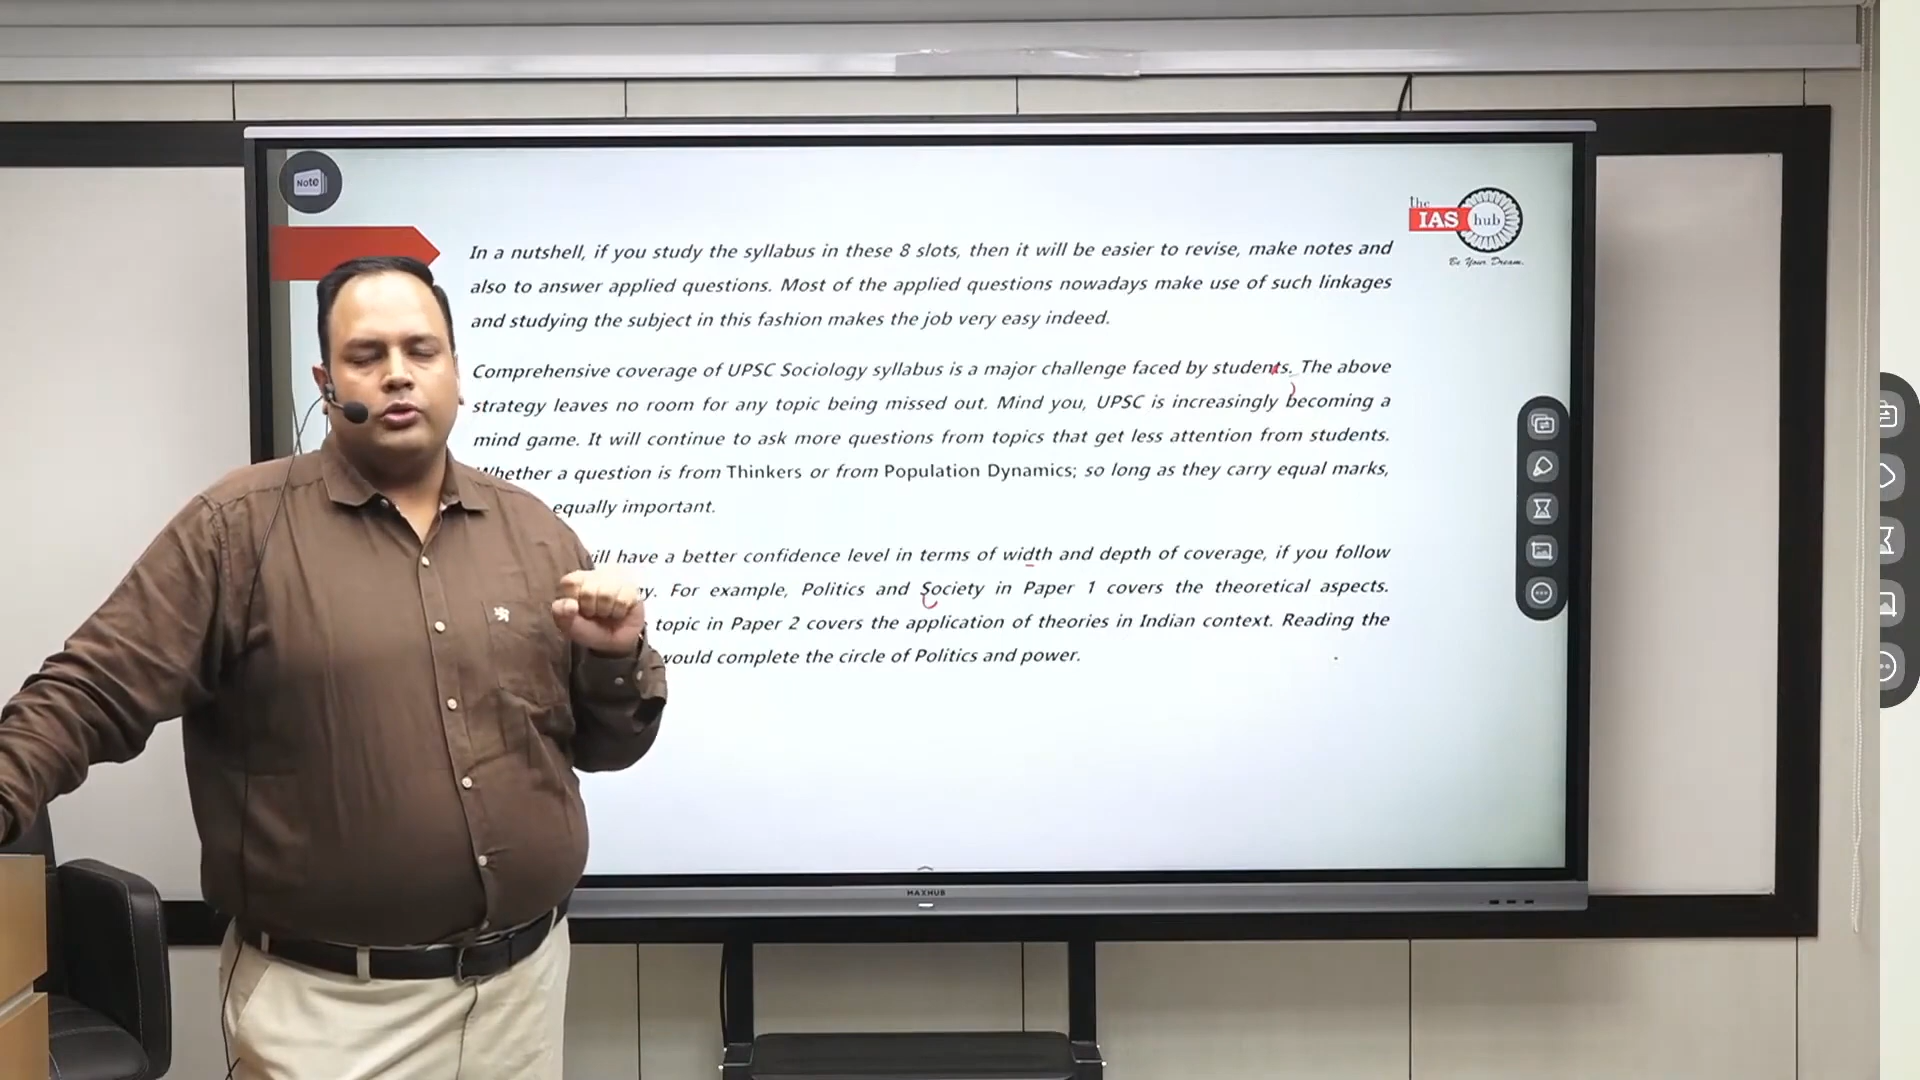 Note
the
IAS hub
Be Your Dream.
In a nutshell, if you study the syllabus in these 8 slots, then it will be easier to revise, make notes and
also to answer applied questions. Most of the applied questions nowadays make use of such linkages
and studying the subject in this fashion makes the job very easy indeed.
Comprehensive coverage of UPSC Sociology syllabus is a major challenge faced by students. The above
strategy leaves no room for any topic being missed out. Mind you, UPSC is increasingly becoming a
mind game. It will continue to ask more questions from topics that get less attention from students.
Whether a question is from Thinkers or from Population Dynamics; so long as they carry equal marks,
equally important.
have a better confidence level in terms of width and depth of coverage, if you follow
For example, Politics and Society in Paper 1 covers the theoretical aspects.
topic in Paper 2 covers the application of theories in Indian context. Reading the
would complete the circle of Politics and power.
MAXHUB